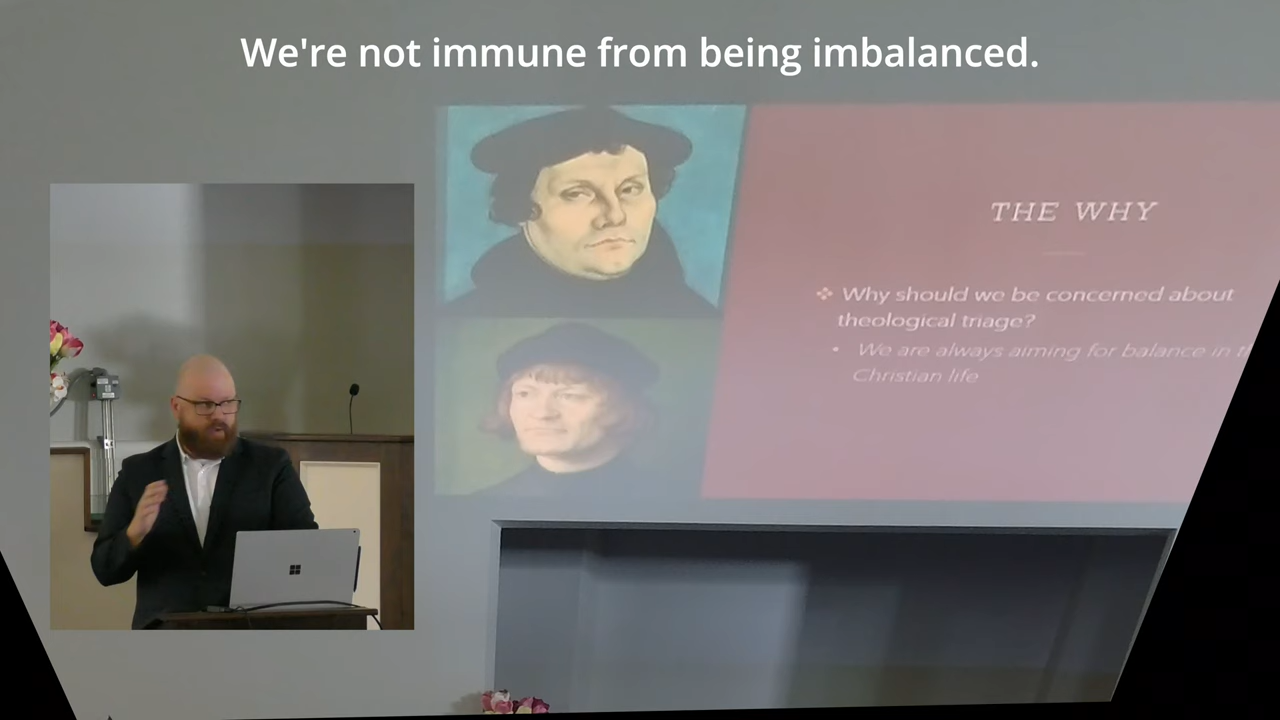 We're not immune from being imbalanced.
THE WHY
Why should we be concerned about
theological triage?
We are always aiming for balance in
Christian life